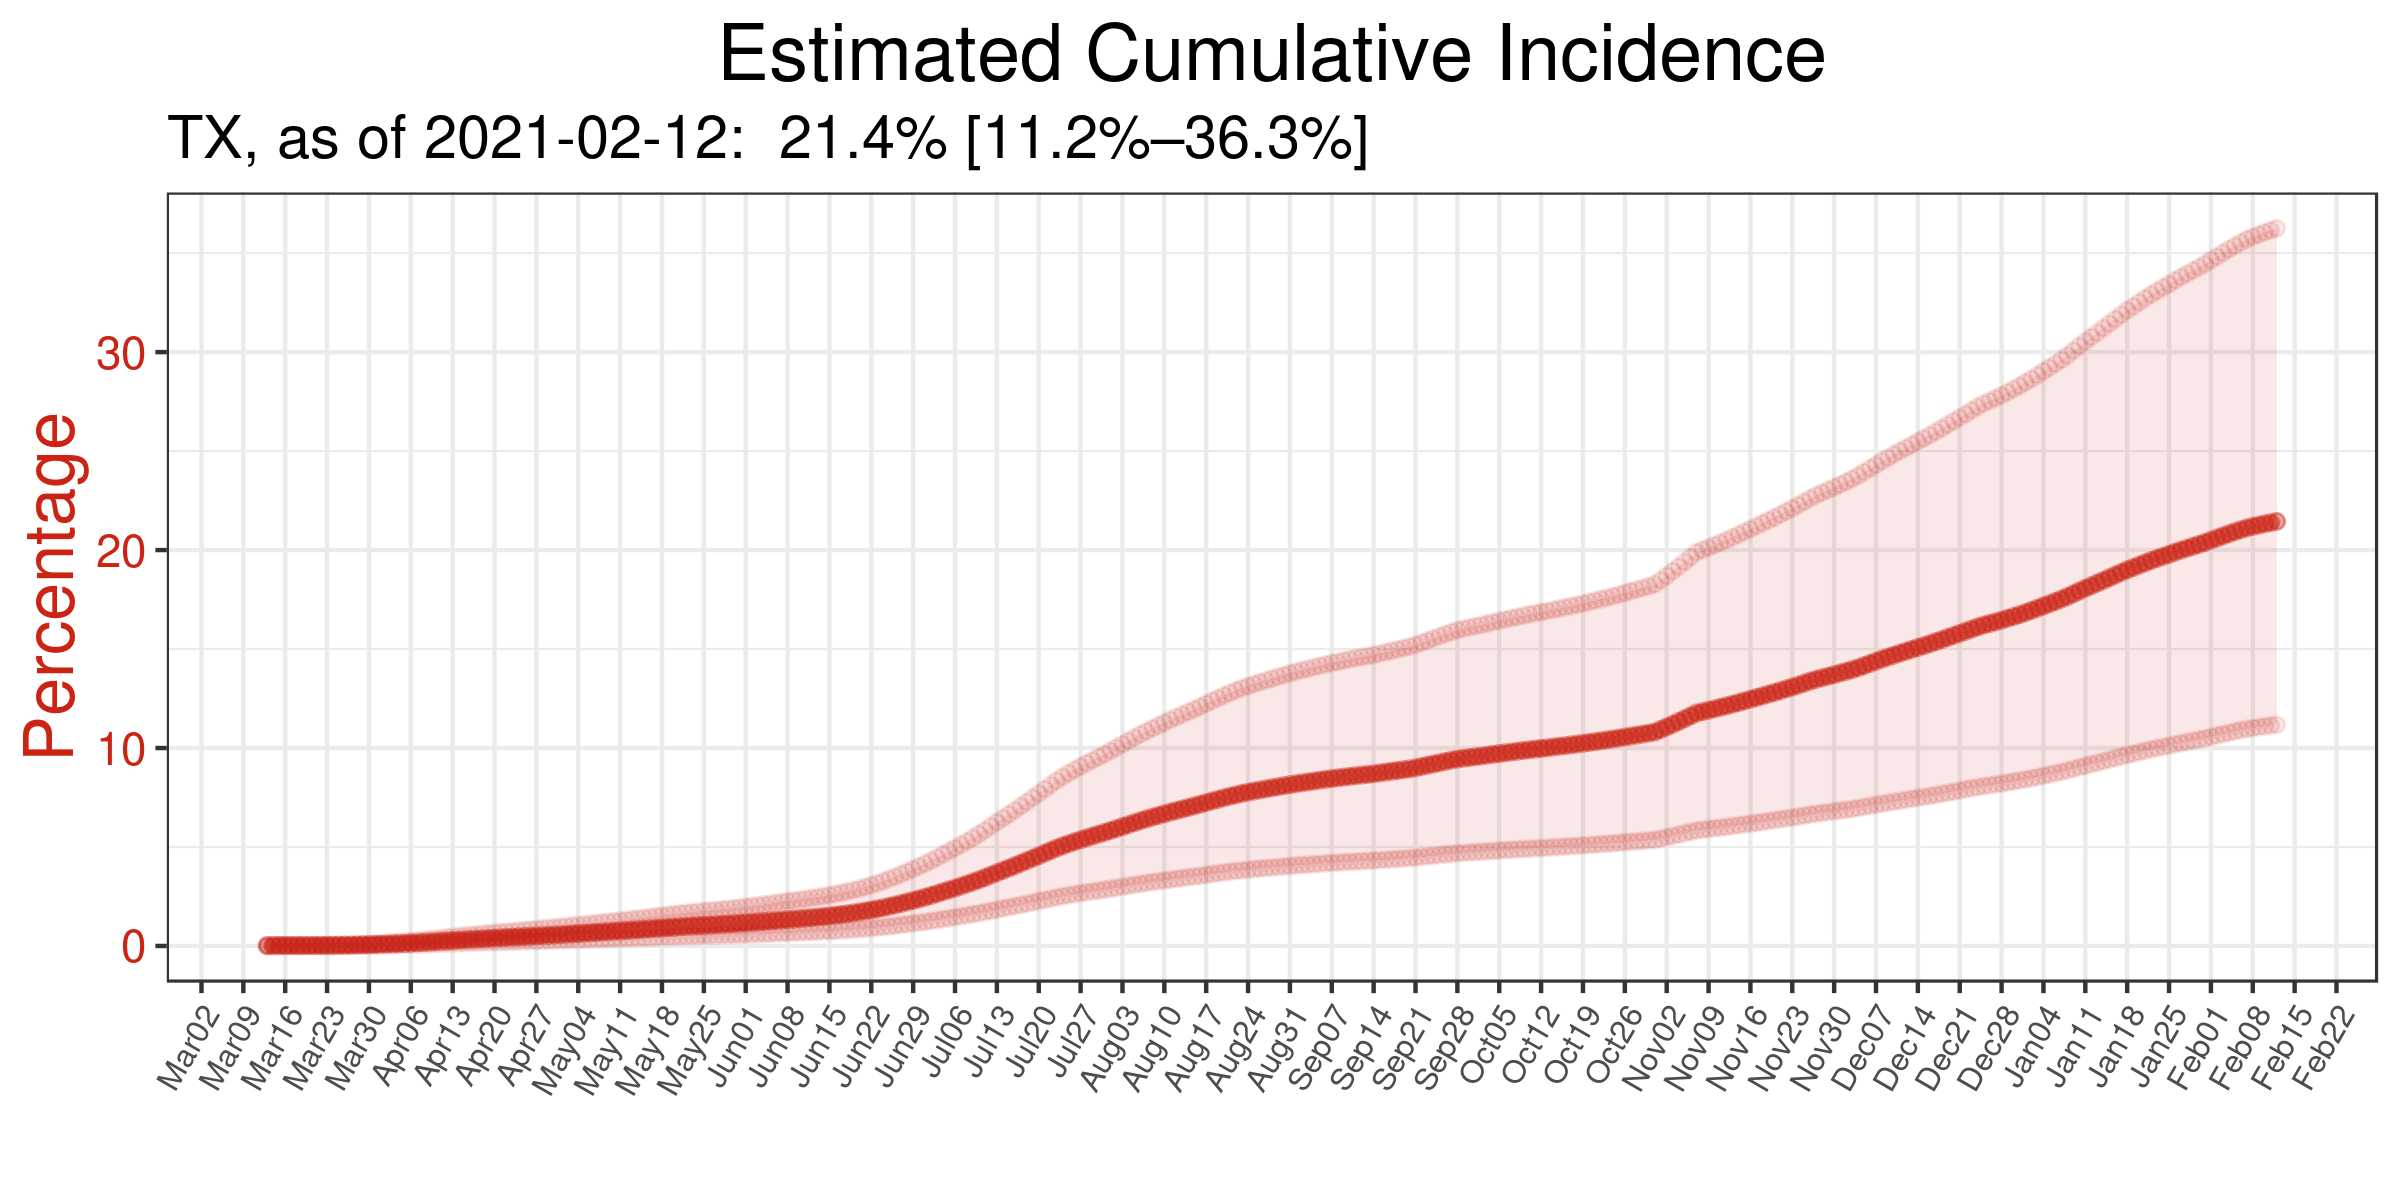 Estimated Cumulative Incidence
TX, as of 2021-02-12:  21.4% [11.2%–36.3%]
Percentage
30
20
10
0
Mar02 Mar09 Mar16 Mar23 Mar30 Apr06 Apr13 Apr20 Apr27 May04 May11 May18 May25 Jun01 Jun08 Jun15 Jun22 Jun29 Jul06 Jul13 Jul20 Jul27 Aug03 Aug10 Aug17 Aug24 Aug31 Sep07 Sep14 Sep21 Sep28 Oct05 Oct12 Oct19 Oct26 Nov02 Nov09 Nov16 Nov23 Nov30 Dec07 Dec14 Dec21 Dec28 Jan04 Jan11 Jan18 Jan25 Feb01 Feb08 Feb15 Feb22